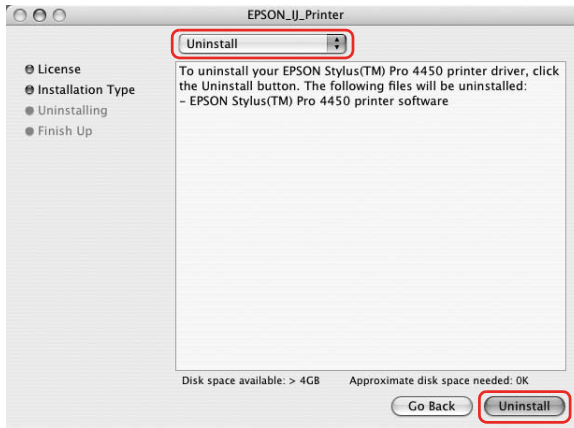 EPSON_IJ_Printer
Uninstall
License
Installation Type
Uninstalling
Finish Up
To uninstall your EPSON Stylus(TM) Pro 4450 printer driver, click
the Uninstall button. The following files will be uninstalled:
– EPSON Stylus(TM) Pro 4450 printer software
Disk space available: > 4GB
Approximate disk space needed: 0K
Go Back
Uninstall